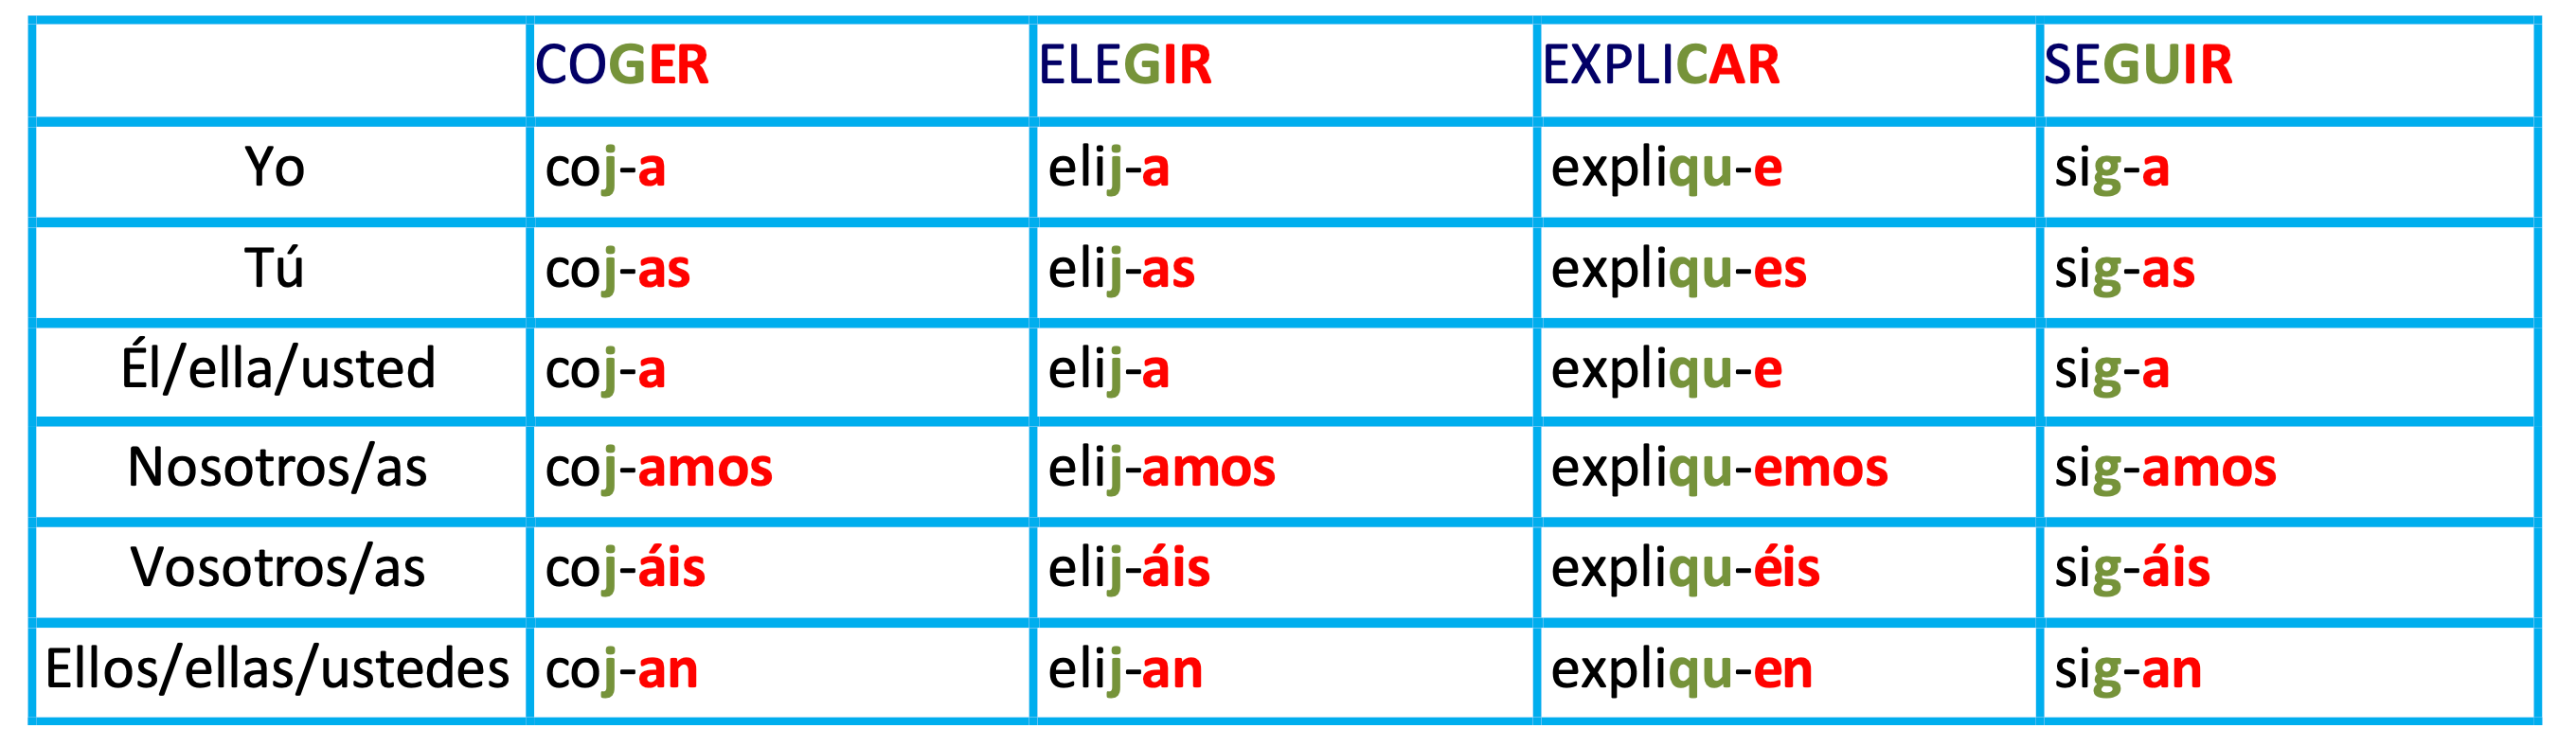 COGER ELEGIR EXPLICAR SEGUIR
Yo coj-a elij-a expliqu-e sig-a
Tú coj-as elij-as expliqu-es sig-as
Él/ella/usted coj-a elij-a expliqu-e sig-a
Nosotros/as coj-amos elij-amos expliqu-emos sig-amos
Vosotros/as coj-áis elij-áis expliqu-éis sig-áis
Ellos/ellas/ustedes coj-an elij-an expliqu-en sig-an